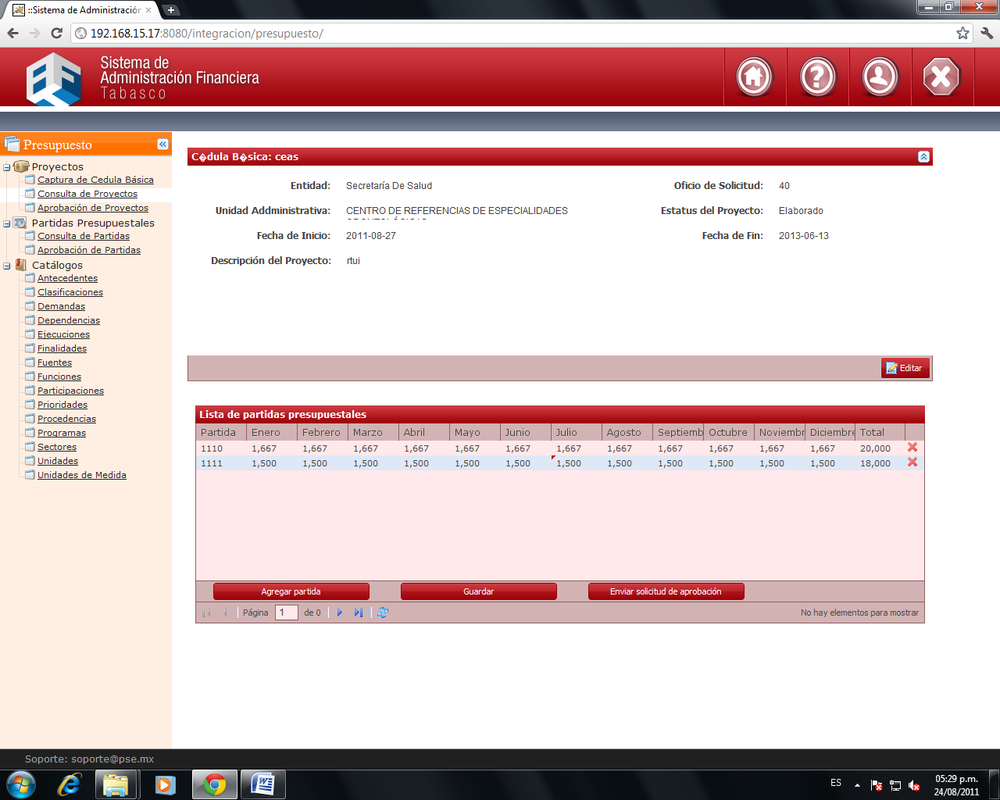 ::Sistema de Administración
192.168.15.17:8080/integracion/presupuesto/
Sistema de
Administración Financiera
Tabasco
Presupuesto
Proyectos
Captura de Cedula Básica
Consulta de Proyectos
Aprobación de Proyectos
Partidas Presupuestales
Consulta de Partidas
Aprobación de Partidas
Catálogos
Antecedentes
Clasificaciones
Demandas
Dependencias
Ejecuciones
Finalidades
Fuentes
Funciones
Participaciones
Prioridades
Procedencias
Programas
Sectores
Unidades
Unidades de Medida
C�dula B�sica: ceas
Entidad: Secretaría De Salud Oficio de Solicitud: 40
Unidad Addministrativa: CENTRO DE REFERENCIAS DE ESPECIALIDADES Estatus del Proyecto: Elaborado
Fecha de Inicio: 2011-08-27 Fecha de Fin: 2013-06-13
Descripción del Proyecto: rtui
Editar
Lista de partidas presupuestales
Partida Enero Febrero Marzo Abril Mayo Junio Julio Agosto Septiemb Octubre Noviembr Diciembre Total
1110 1,667 1,667 1,667 1,667 1,667 1,667 1,667 1,667 1,667 1,667 1,667 1,667 20,000
1111 1,500 1,500 1,500 1,500 1,500 1,500 1,500 1,500 1,500 1,500 1,500 1,500 18,000
Agregar partida Guardar Enviar solicitud de aprobación
Página 1 de 0 No hay elementos para mostrar
Soporte: soporte@pse.mx
ES 05:29 p.m.
24/08/2011